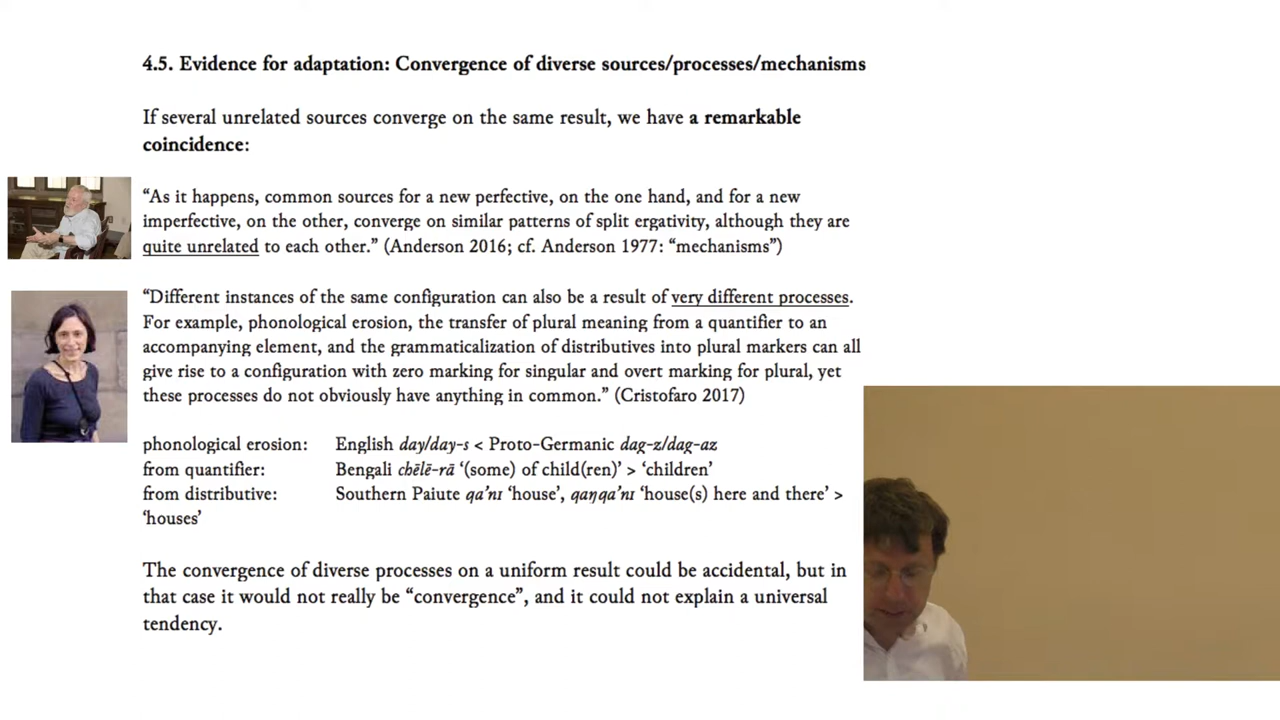 4.5. Evidence for adaptation: Convergence of diverse sources/processes/mechanisms
If several unrelated sources converge on the same result, we have a remarkable
coincidence:
“As it happens, common sources for a new perfective, on the one hand, and for a new
imperfective, on the other, converge on similar patterns of split ergativity, although they are
quite unrelated to each other.” (Anderson 2016; cf. Anderson 1977: “mechanisms”)
“Different instances of the same configuration can also be a result of very different processes.
For example, phonological erosion, the transfer of plural meaning from a quantifier to an
accompanying element, and the grammaticalization of distributives into plural markers can all
give rise to a configuration with zero marking for singular and overt marking for plural, yet
these processes do not obviously have anything in common.” (Cristofaro 2017)
phonological erosion: English day/day-s < Proto-Germanic dag-z/dag-az
from quantifier: Bengali chēlē-rā ‘(some) of child(ren)’ > ‘children’
from distributive: Southern Paiute qa’nɪ ‘house’, qaŋqa’nɪ ‘house(s) here and there’ >
‘houses’
The convergence of diverse processes on a uniform result could be accidental, but in
that case it would not really be “convergence”, and it could not explain a universal
tendency.